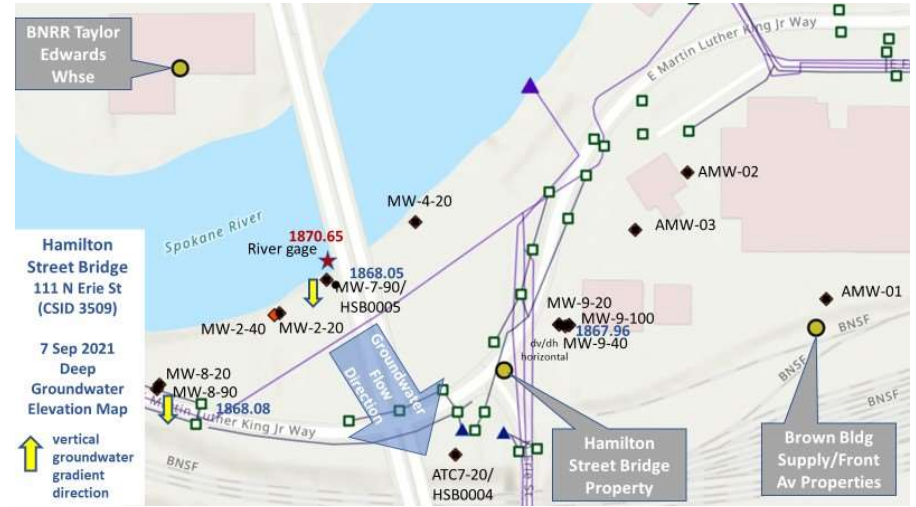 BNRR Taylor
Edwards
Whse
E Martin Luther King Jr Way
E F
Spokane River
MW-4-20
AMW-02
AMW-03
1870.65
River gage
1868.05
MW-7-90/
HSB0005
MW-2-40
MW-2-20
MW-8-20
MW-8-90
1868.08
Martin Luther King Jr Way
BNSF
Groundwater
Flow
Direction
MW-9-20
MW-9-100
1867.96
MW-9-40
dv/dh
horizontal
AMW-01
BNSF
BNSF
BNSF
BNSF
ATC7-20/
HSB0004
Hamilton
Street Bridge
Property
Brown Bldg
Supply/Front
Av Properties
Hamilton
Street Bridge
111 N Erie St
(CSID 3509)
7 Sep 2021
Deep
Groundwater
Elevation Map
vertical
groundwater
gradient
direction